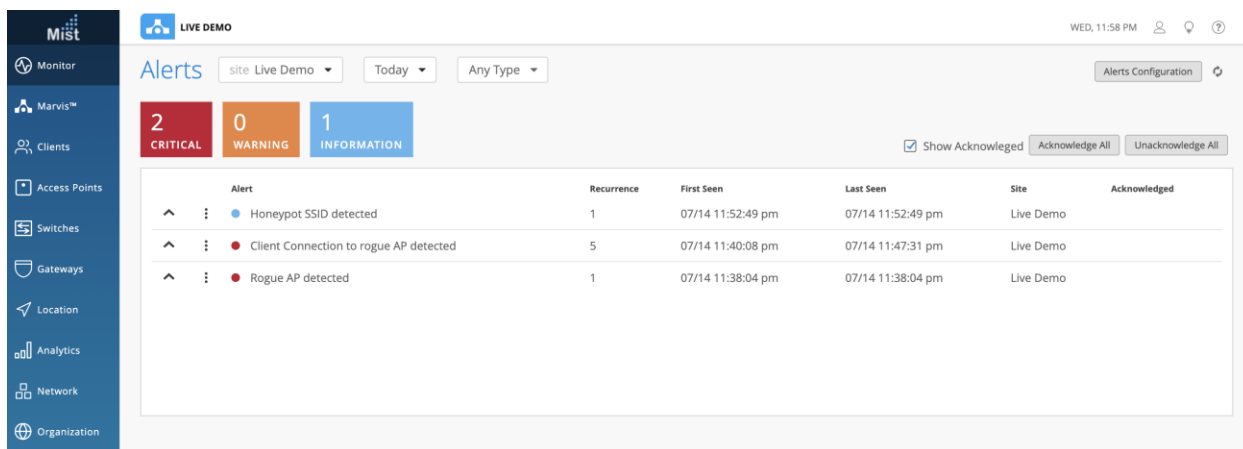 Mist
LIVE DEMO
WED, 11:58 PM
Monitor
Marvis™
Clients
Access Points
Switches
Gateways
Location
Analytics
Network
Organization
Alerts
site Live Demo
Today
Any Type
Alerts Configuration
2
CRITICAL
0
WARNING
1
INFORMATION
Show Acknowleged
Acknowledge All
Unacknowledge All
Alert Recurrence First Seen Last Seen Site Acknowledged
Honeypot SSID detected 1 07/14 11:52:49 pm 07/14 11:52:49 pm Live Demo
Client Connection to rogue AP detected 5 07/14 11:40:08 pm 07/14 11:47:31 pm Live Demo
Rogue AP detected 1 07/14 11:38:04 pm 07/14 11:38:04 pm Live Demo